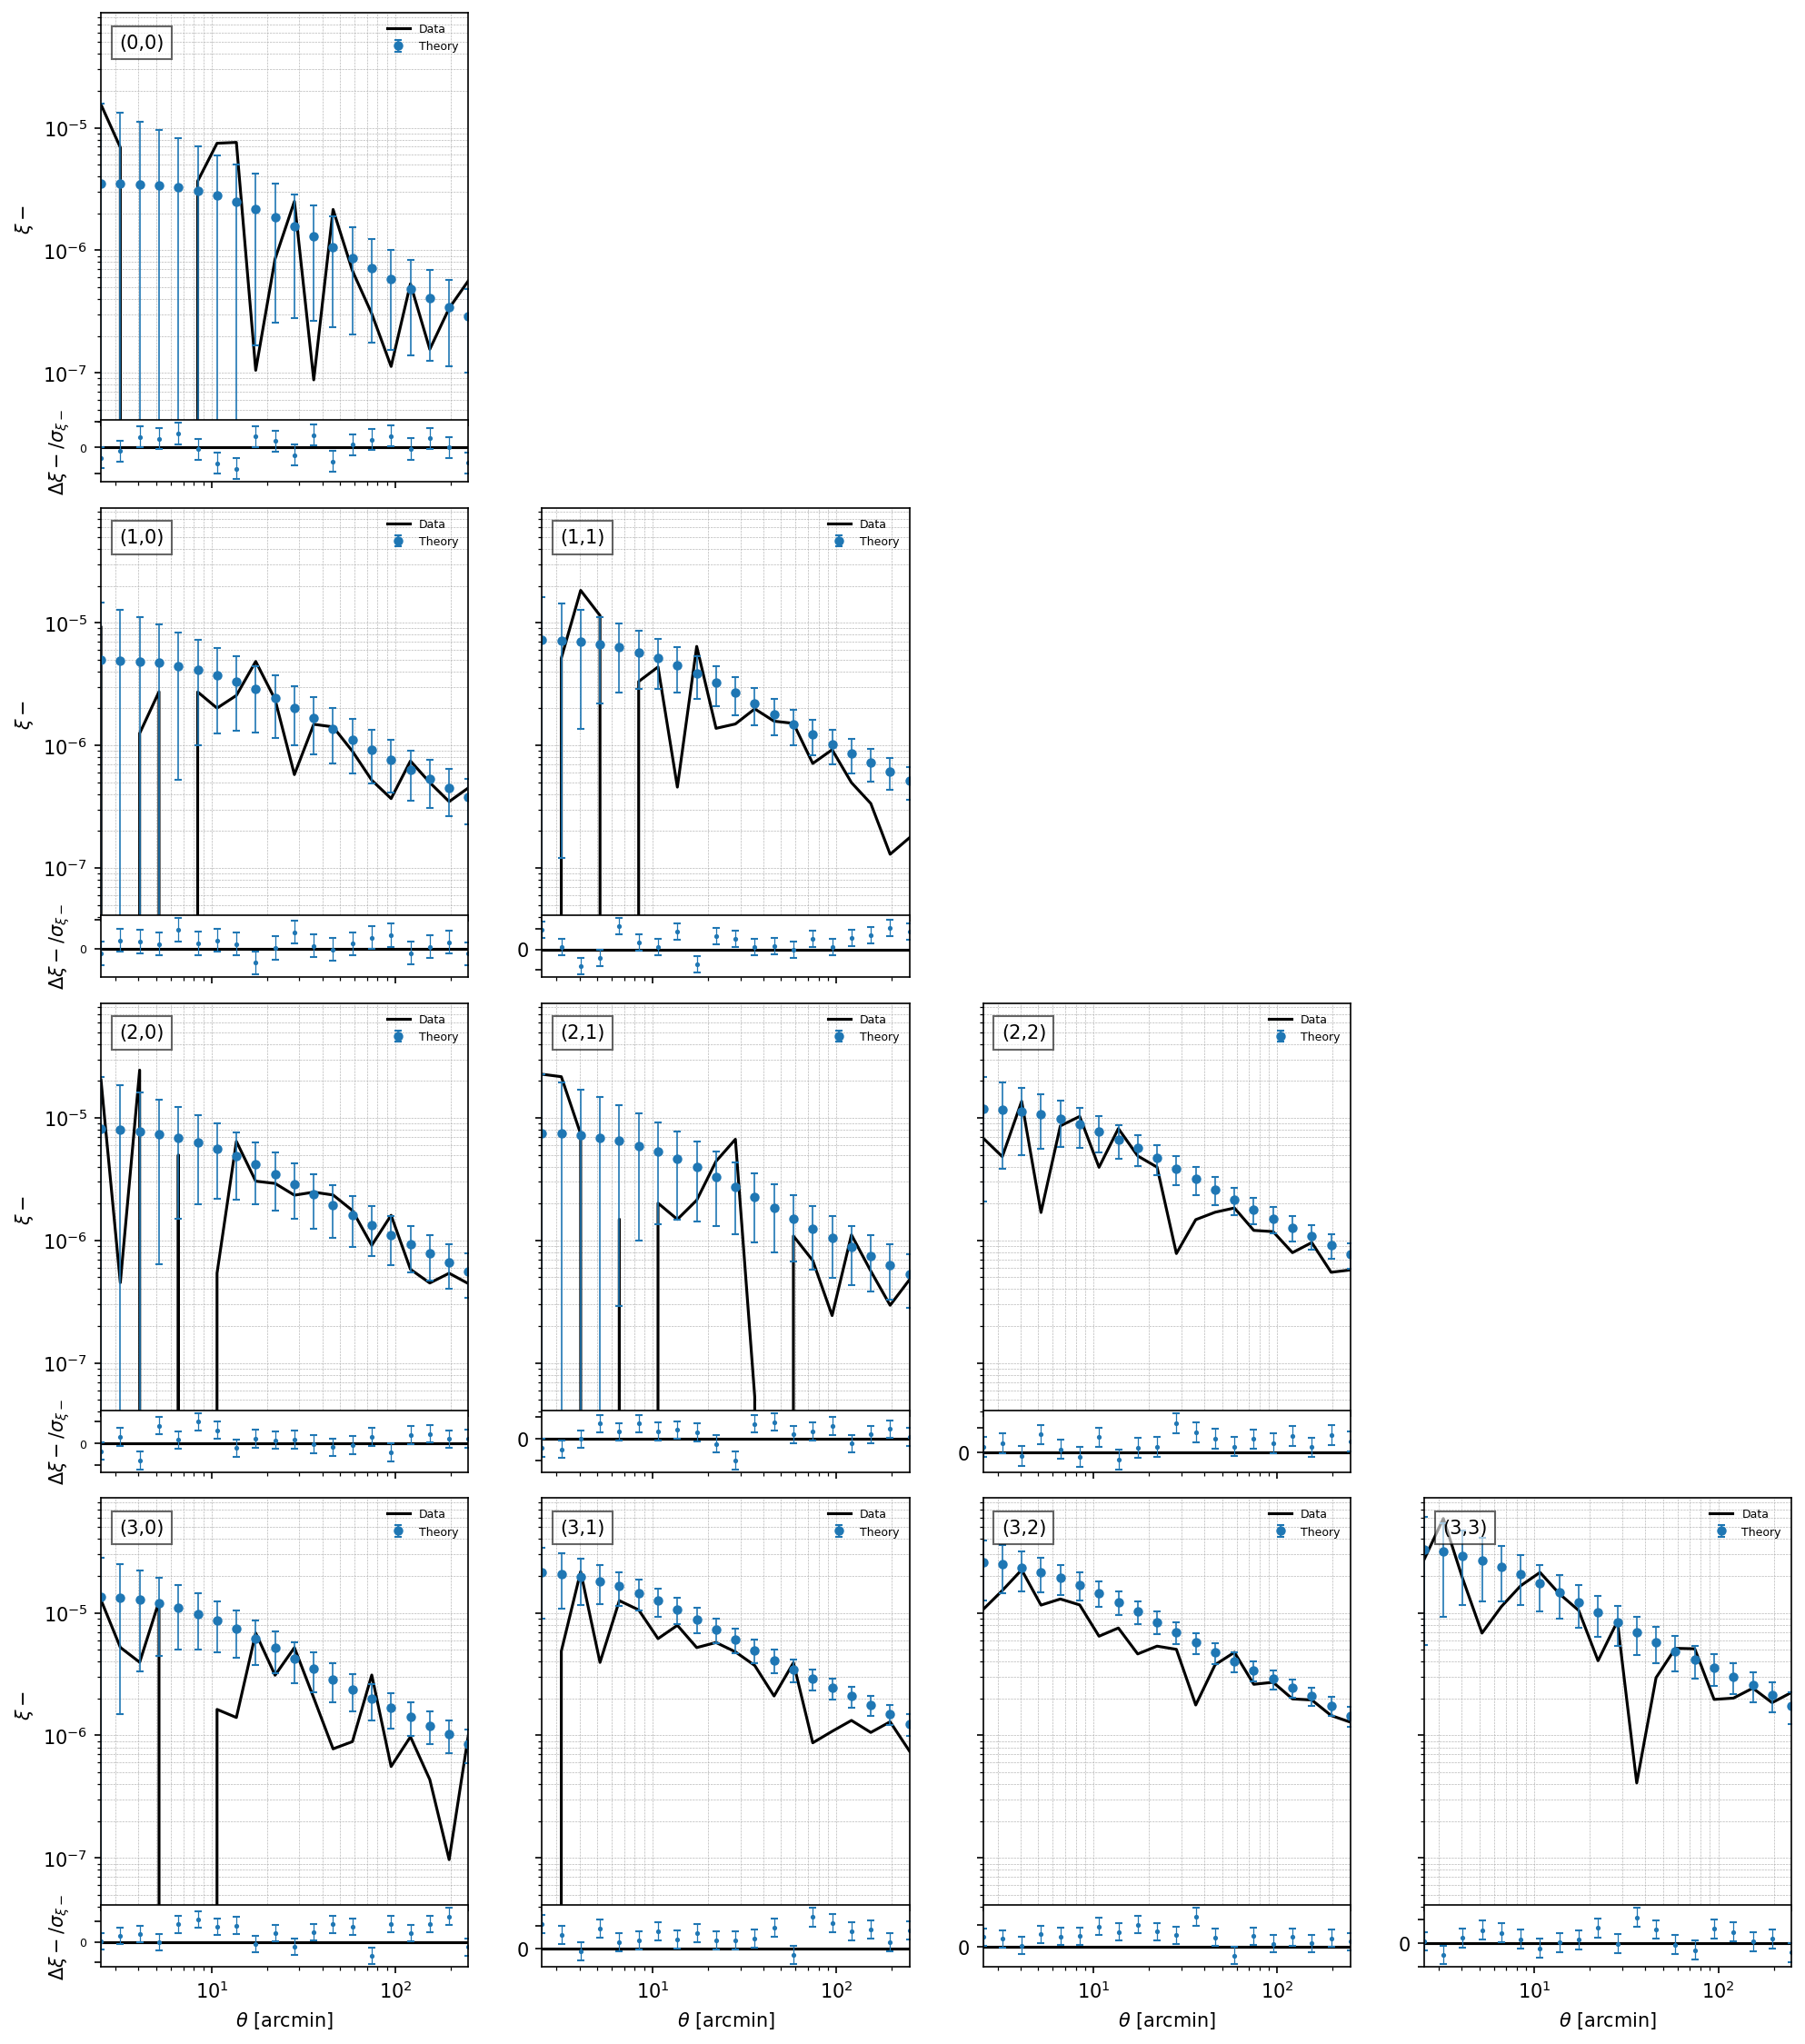 (0,0)
Data
Theory
10⁻⁵
10⁻⁶
10⁻⁷
ξ−
0
Δξ−/σ_ξ−
(1,0)
Data
Theory
10⁻⁵
10⁻⁶
10⁻⁷
ξ−
0
Δξ−/σ_ξ−
(1,1)
Data
Theory
0
(2,0)
Data
Theory
10⁻⁵
10⁻⁶
10⁻⁷
ξ−
0
Δξ−/σ_ξ−
(2,1)
Data
Theory
0
(2,2)
Data
Theory
0
(3,0)
Data
Theory
10⁻⁵
10⁻⁶
10⁻⁷
ξ−
0
Δξ−/σ_ξ−
10¹ 10²
θ [arcmin]
(3,1)
Data
Theory
0
10¹ 10²
θ [arcmin]
(3,2)
Data
Theory
0
10¹ 10²
θ [arcmin]
(3,3)
Data
Theory
0
10¹ 10²
θ [arcmin]